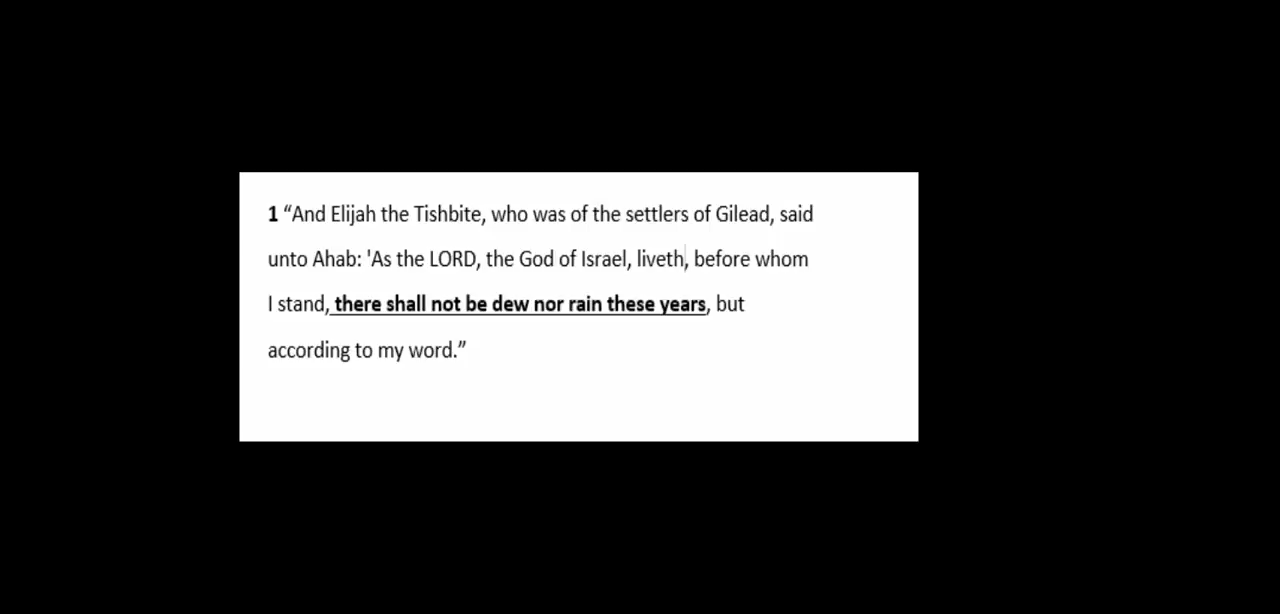 1 “And Elijah the Tishbite, who was of the settlers of Gilead, said
unto Ahab: 'As the LORD, the God of Israel, liveth, before whom
I stand, there shall not be dew nor rain these years, but
according to my word.”